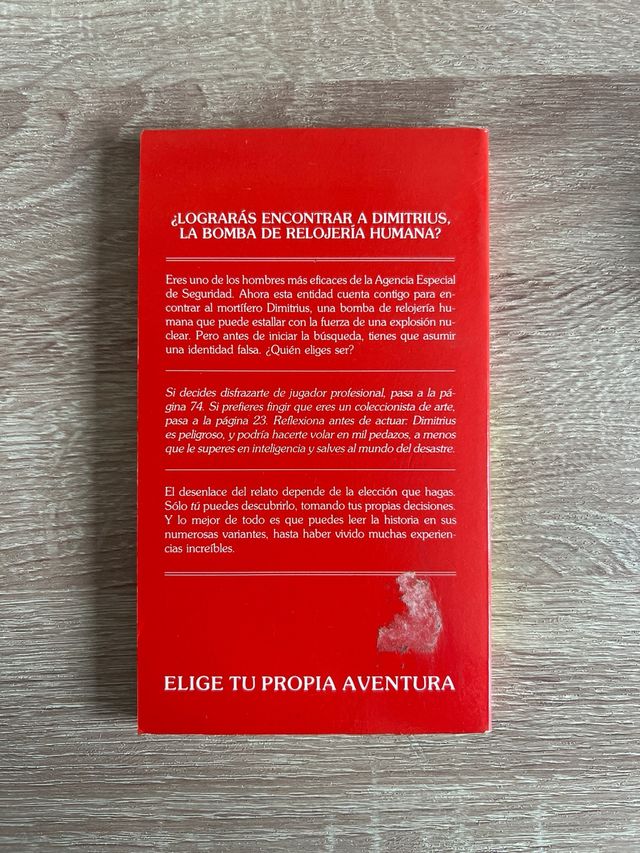 ¿LOGRARÁS ENCONTRAR A DIMITRIUS,
LA BOMBA DE RELOJERÍA HUMANA?
Eres uno de los hombres más eficaces de la Agencia Especial
de Seguridad. Ahora esta entidad cuenta contigo para en-
contrar al mortífero Dimitrius, una bomba de relojería hu-
mana que puede estallar con la fuerza de una explosión nu-
clear. Pero antes de iniciar la búsqueda, tienes que asumir
una identidad falsa. ¿Quién eliges ser?
Si decides disfrazarte de jugador profesional, pasa a la pá-
gina 74. Si prefieres fingir que eres un coleccionista de arte,
pasa a la página 23. Reflexiona antes de actuar: Dimitrius
es peligroso, y podría hacerte volar en mil pedazos, a menos
que le superes en inteligencia y salves al mundo del desastre.
El desenlace del relato depende de la elección que hagas.
Sólo tú puedes descubrirlo, tomando tus propias decisiones.
Y lo mejor de todo es que puedes leer la historia en sus
numerosas variantes, hasta haber vivido muchas experien-
cias increíbles.
ELIGE TU PROPIA AVENTURA